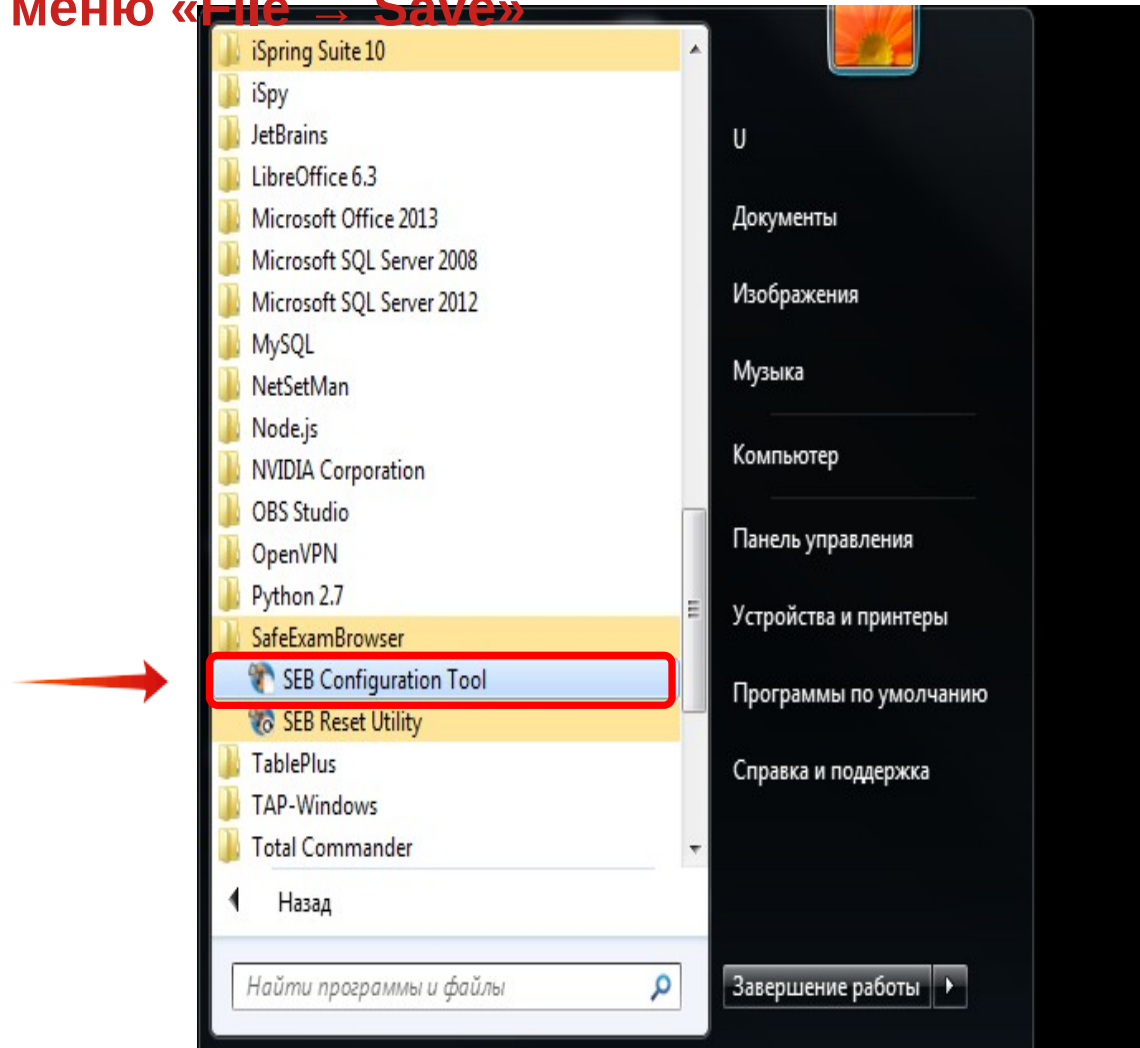 меню «File → Save»
iSpring Suite 10
iSpy
JetBrains
LibreOffice 6.3
Microsoft Office 2013
Microsoft SQL Server 2008
Microsoft SQL Server 2012
MySQL
NetSetMan
Node.js
NVIDIA Corporation
OBS Studio
OpenVPN
Python 2.7
SafeExamBrowser
SEB Configuration Tool
SEB Reset Utility
TablePlus
TAP-Windows
Total Commander
Назад
Найти программы и файлы
U
Документы
Изображения
Музыка
Компьютер
Панель управления
Устройства и принтеры
Программы по умолчанию
Справка и поддержка
Завершение работы